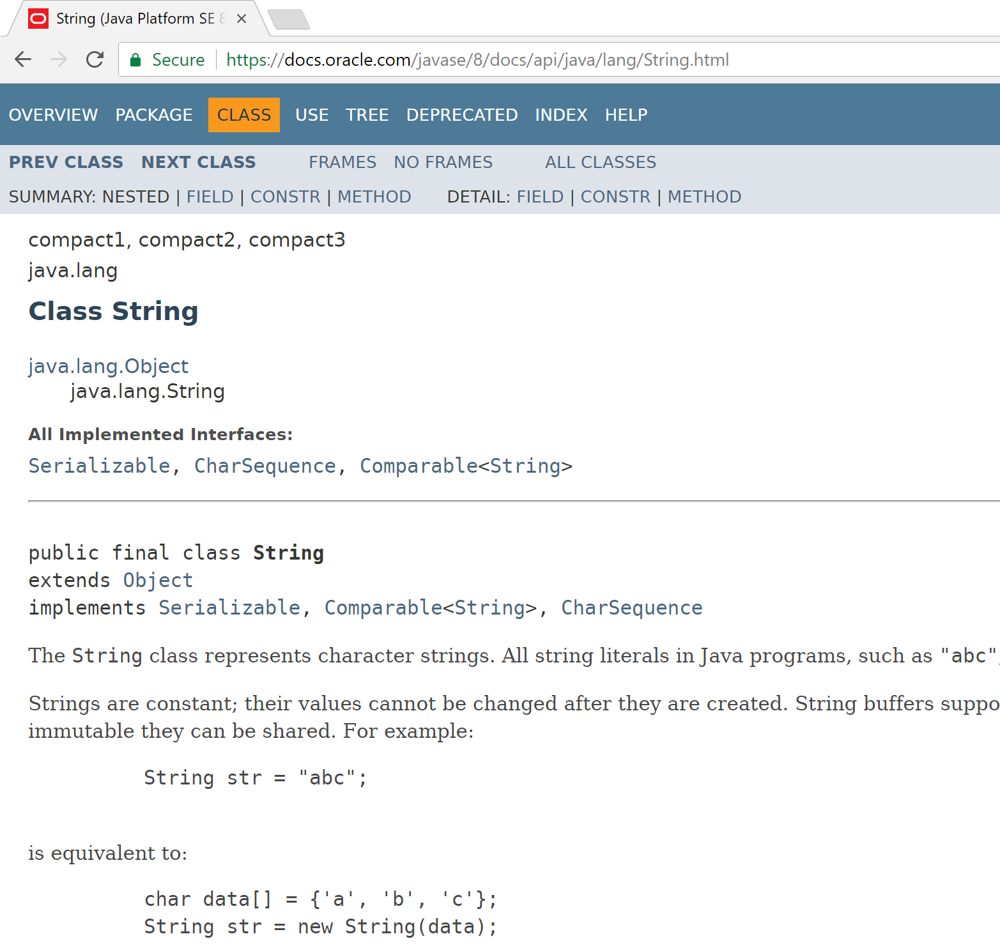 String (Java Platform SE 8
Secure https://docs.oracle.com/javase/8/docs/api/java/lang/String.html
OVERVIEW PACKAGE CLASS USE TREE DEPRECATED INDEX HELP
PREV CLASS NEXT CLASS FRAMES NO FRAMES ALL CLASSES
SUMMARY: NESTED | FIELD | CONSTR | METHOD DETAIL: FIELD | CONSTR | METHOD
compact1, compact2, compact3
java.lang
Class String
java.lang.Object
java.lang.String
All Implemented Interfaces:
Serializable, CharSequence, Comparable<String>
public final class String
extends Object
implements Serializable, Comparable<String>, CharSequence
The String class represents character strings. All string literals in Java programs, such as "abc",
Strings are constant; their values cannot be changed after they are created. String buffers suppo
immutable they can be shared. For example:
String str = "abc";
is equivalent to:
char data[] = {'a', 'b', 'c'};
String str = new String(data);